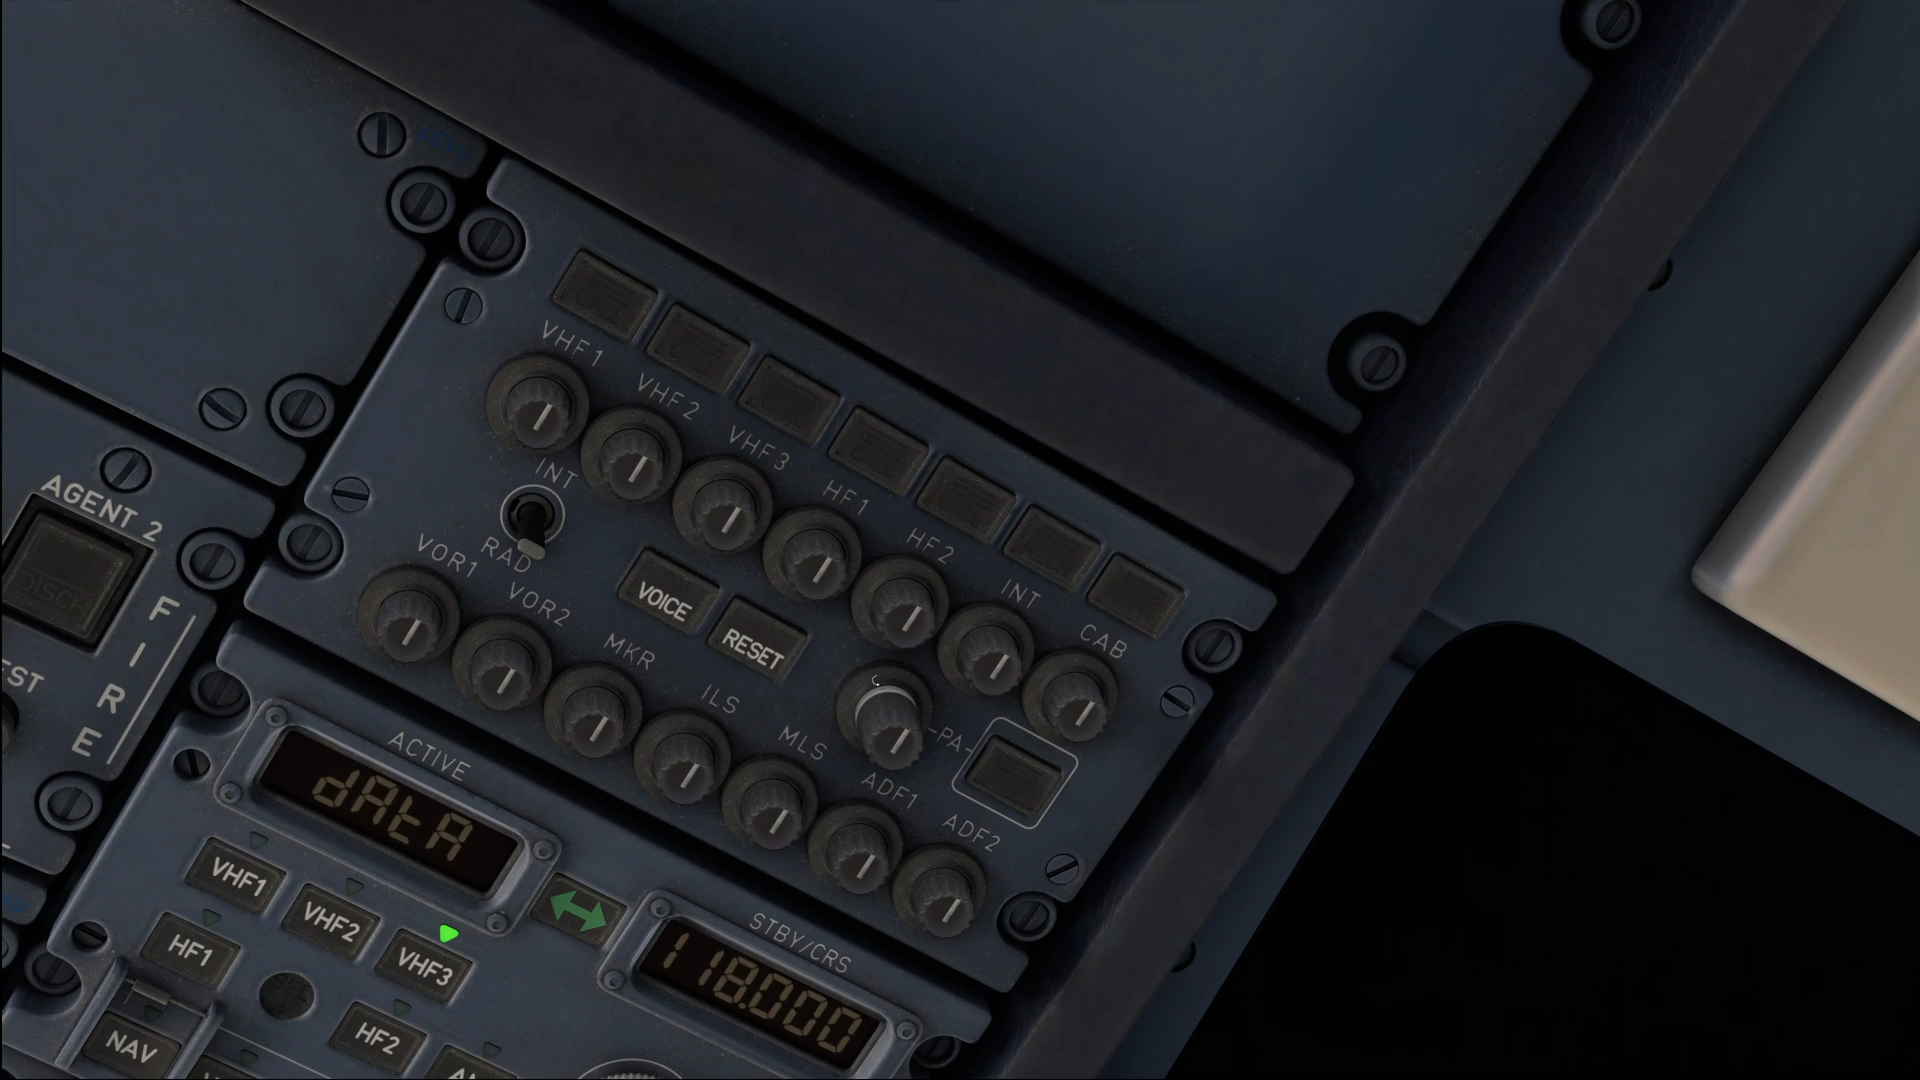 VHF1
VHF2
VHF3
HF1
HF2
INT
CAB
INT
RAD
VOICE
RESET
VOR1
VOR2
MKR
ILS
MLS
ADF1
ADF2
-PA-
AGENT 2
DISCH
FIRE
EST
ACTIVE
dAtA
STBY/CRS
118.000
VHF1
VHF2
VHF3
HF1
SEL
HF2
NAV